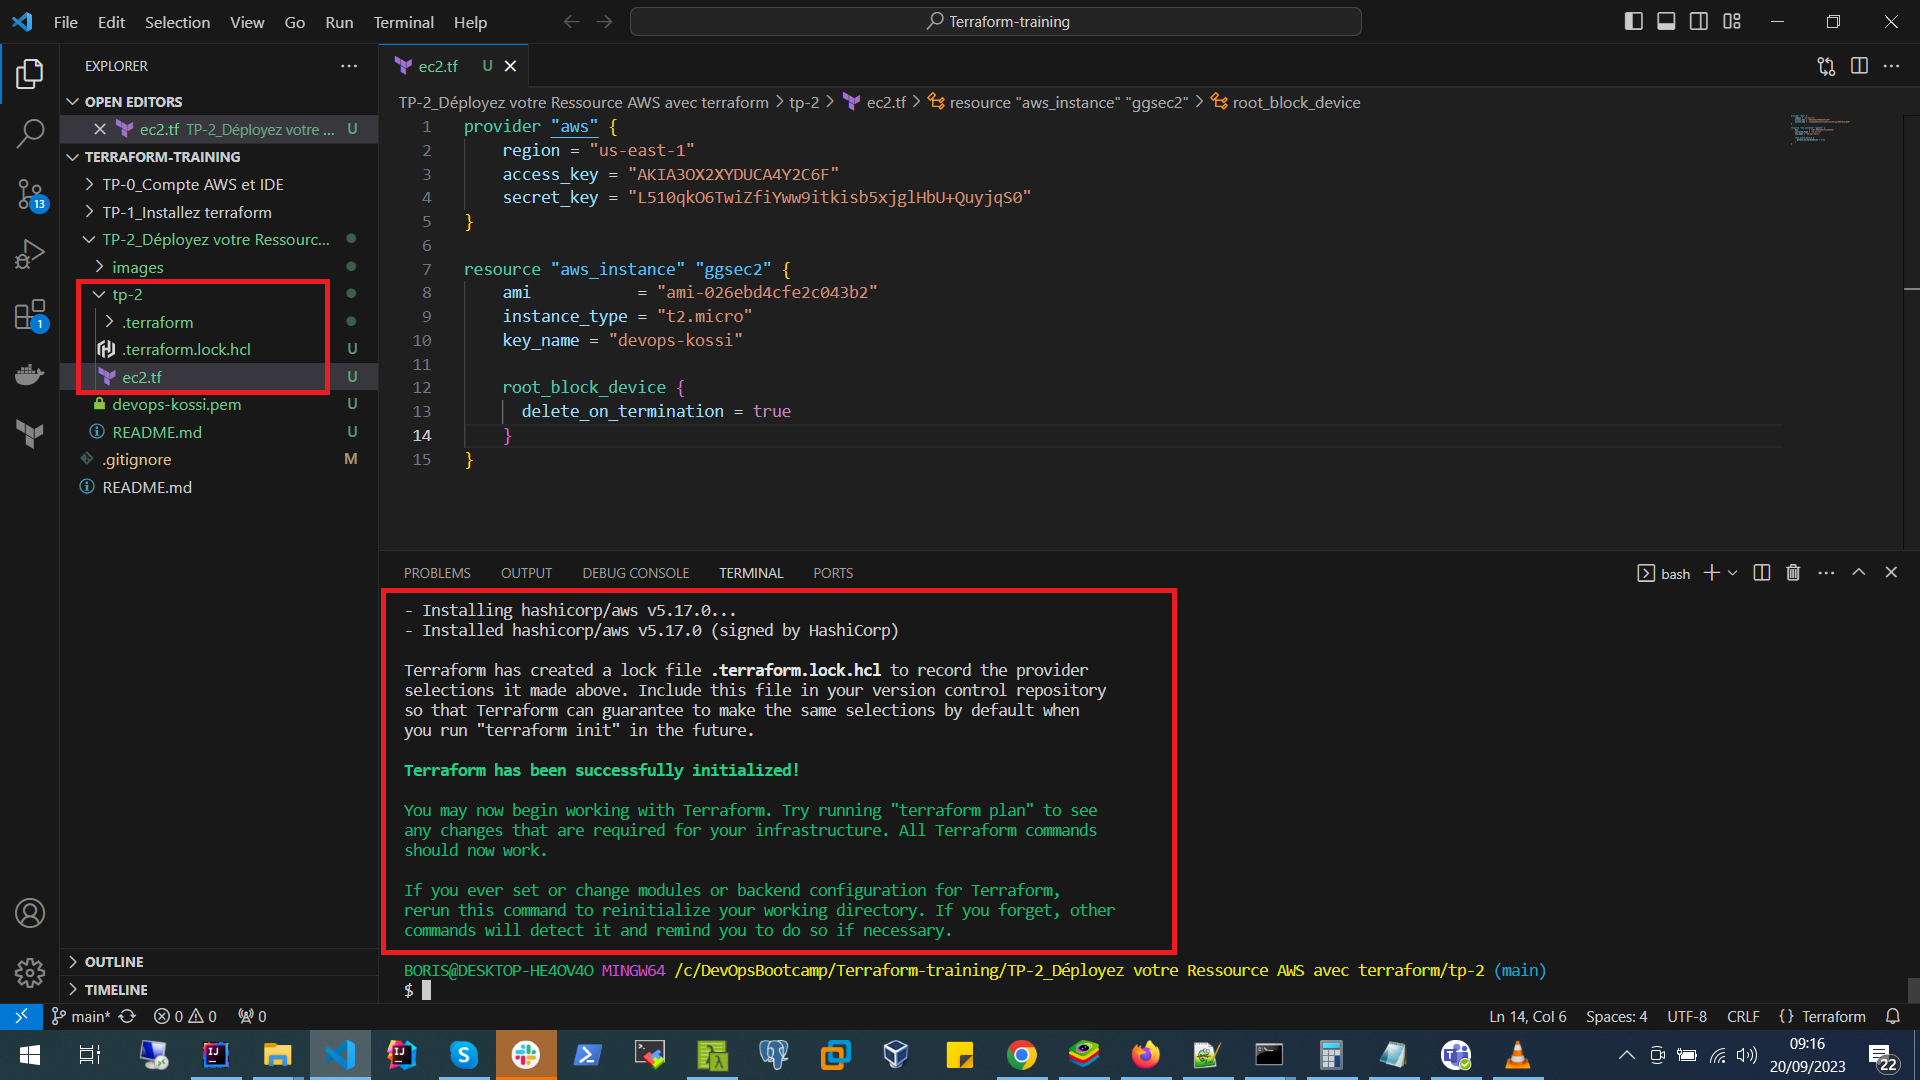 File Edit Selection View Go Run Terminal Help
Terraform-training
EXPLORER
OPEN EDITORS
ec2.tf TP-2_Déployez votre ... U
TERRAFORM-TRAINING
TP-0_Compte AWS et IDE
TP-1_Installez terraform
TP-2_Déployez votre Ressourc...
images
tp-2
.terraform
.terraform.lock.hcl U
ec2.tf U
devops-kossi.pem U
README.md U
.gitignore M
README.md
OUTLINE
TIMELINE
13
1
ec2.tf U
TP-2_Déployez votre Ressource AWS avec terraform > tp-2 > ec2.tf > resource "aws_instance" "ggsec2" > root_block_device
1 provider "aws" {
2 region = "us-east-1"
3 access_key = "AKIA3OX2XYDUCA4Y2C6F"
4 secret_key = "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"
5 }
6
7 resource "aws_instance" "ggsec2" {
8 ami = "ami-026ebd4cfe2c043b2"
9 instance_type = "t2.micro"
10 key_name = "devops-kossi"
11
12 root_block_device {
13 delete_on_termination = true
14 }
15 }
PROBLEMS OUTPUT DEBUG CONSOLE TERMINAL PORTS
bash
- Installing hashicorp/aws v5.17.0...
- Installed hashicorp/aws v5.17.0 (signed by HashiCorp)
Terraform has created a lock file .terraform.lock.hcl to record the provider
selections it made above. Include this file in your version control repository
so that Terraform can guarantee to make the same selections by default when
you run "terraform init" in the future.
Terraform has been successfully initialized!
You may now begin working with Terraform. Try running "terraform plan" to see
any changes that are required for your infrastructure. All Terraform commands
should now work.
If you ever set or change modules or backend configuration for Terraform,
rerun this command to reinitialize your working directory. If you forget, other
commands will detect it and remind you to do so if necessary.
BORIS@DESKTOP-HE4OV4O MINGW64 /c/DevOpsBootcamp/Terraform-training/TP-2_Déployez votre Ressource AWS avec terraform/tp-2 (main)
$
main* 0 0 0
Ln 14, Col 6 Spaces: 4 UTF-8 CRLF {} Terraform
09:16
20/09/2023
22